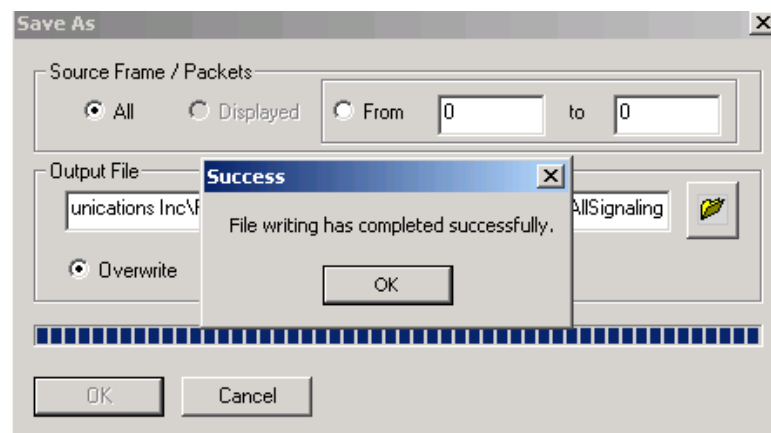 Save As
Source Frame / Packets
All Displayed From 0 to 0
Output File
Success
unications Inc\ AllSignaling
File writing has completed successfully.
Overwrite
OK
OK Cancel